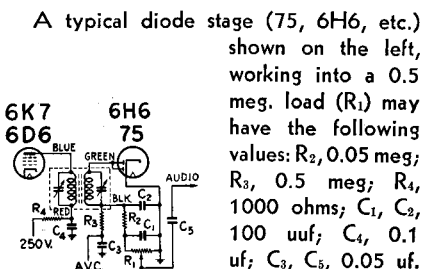 A typical diode stage (75, 6H6, etc.)
shown on the left,
working into a 0.5
meg. load (R₁) may
have the following
values: R₂, 0.05 meg;
R₃, 0.5 meg; R₄,
1000 ohms; C₁, C₂,
100 uuf; C₄, 0.1
uf; C₃, C₅, 0.05 uf.
6K7 6H6
6D6 75
BLUE
GREEN
AUDIO
BLK
C₂
R₄ RED
R₃
R₂
C₁
C₅
250V.
C₄
C₃
R₁
A.V.C.